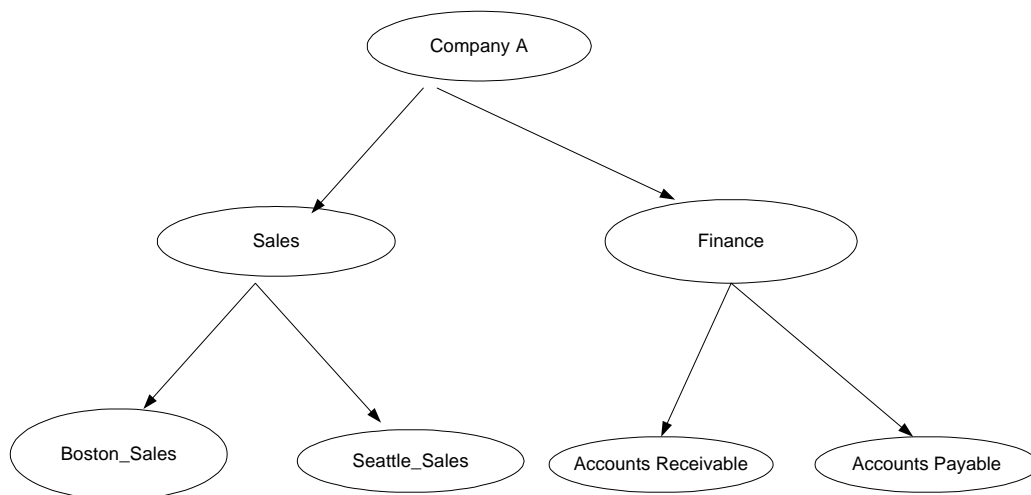 Company A
Sales
Finance
Boston_Sales
Seattle_Sales
Accounts Receivable
Accounts Payable